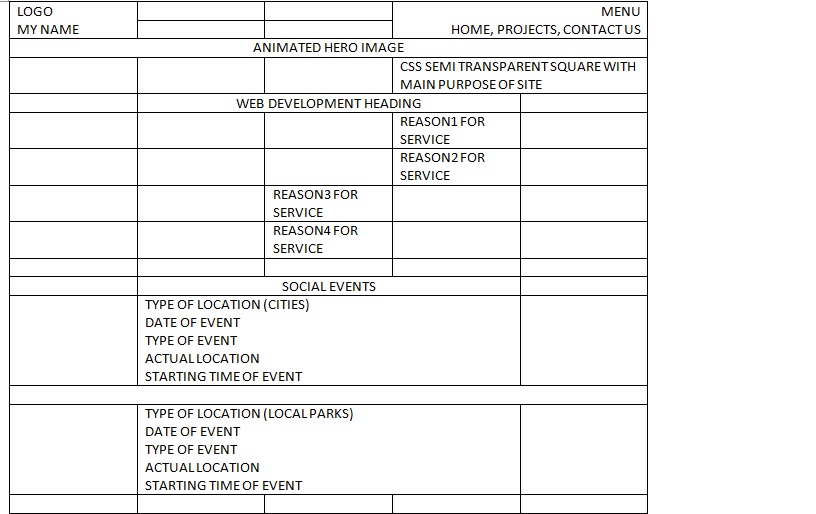 LOGO
MY NAME
MENU
HOME, PROJECTS, CONTACT US
ANIMATED HERO IMAGE
CSS SEMI TRANSPARENT SQUARE WITH
MAIN PURPOSE OF SITE
WEB DEVELOPMENT HEADING
REASON1 FOR
SERVICE
REASON2 FOR
SERVICE
REASON3 FOR
SERVICE
REASON4 FOR
SERVICE
SOCIAL EVENTS
TYPE OF LOCATION (CITIES)
DATE OF EVENT
TYPE OF EVENT
ACTUAL LOCATION
STARTING TIME OF EVENT
TYPE OF LOCATION (LOCAL PARKS)
DATE OF EVENT
TYPE OF EVENT
ACTUAL LOCATION
STARTING TIME OF EVENT